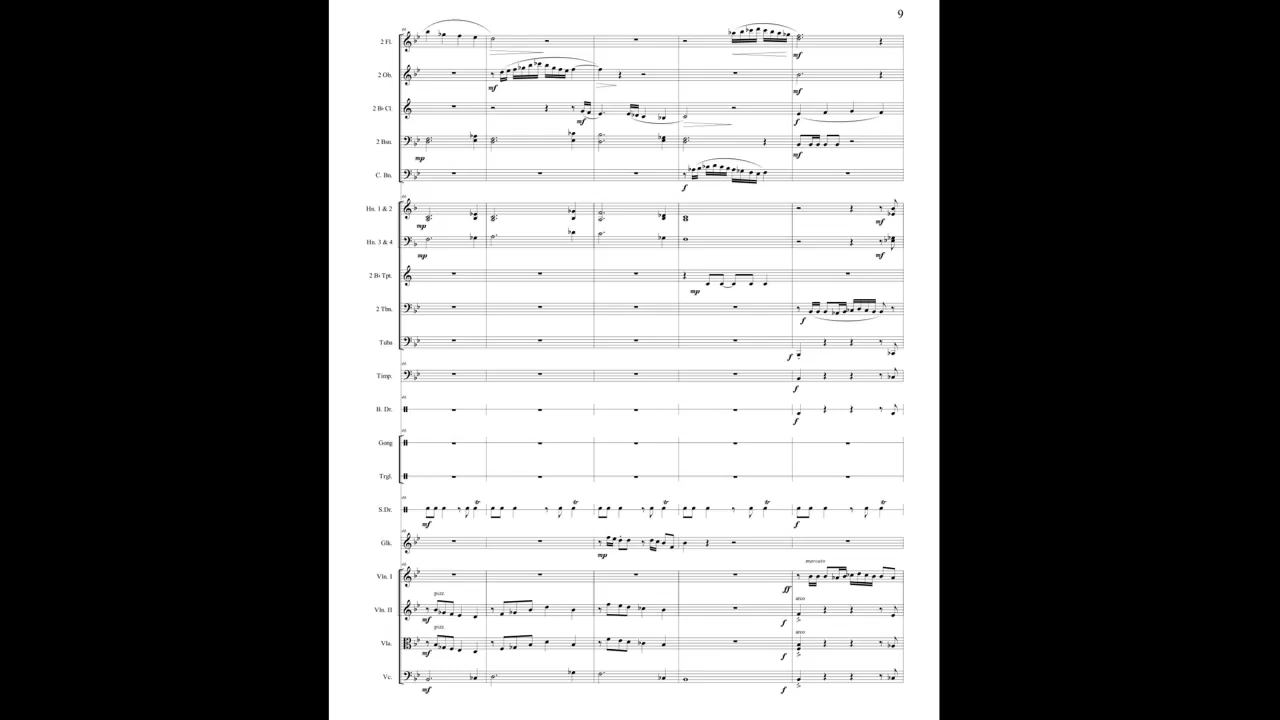 9
2 Fl.
mf
2 Ob.
mf
mf
2 B♭ Cl.
mf
f
2 Bsn.
mp
mf
C. Bn.
f
Hn. 1 & 2
mp
mf
Hn. 3 & 4
mp
mf
2 B♭ Tpt.
mp
2 Tbn.
f
Tuba
f
Timp.
f
B. Dr.
f
Gong
Trgl.
S.Dr.
mf
f
Glk.
mp
mercato
Vln. I
ff
pizz.
arco
Vln. II
mf
f
pizz.
arco
Vla.
mf
f
Vc.
mf
f